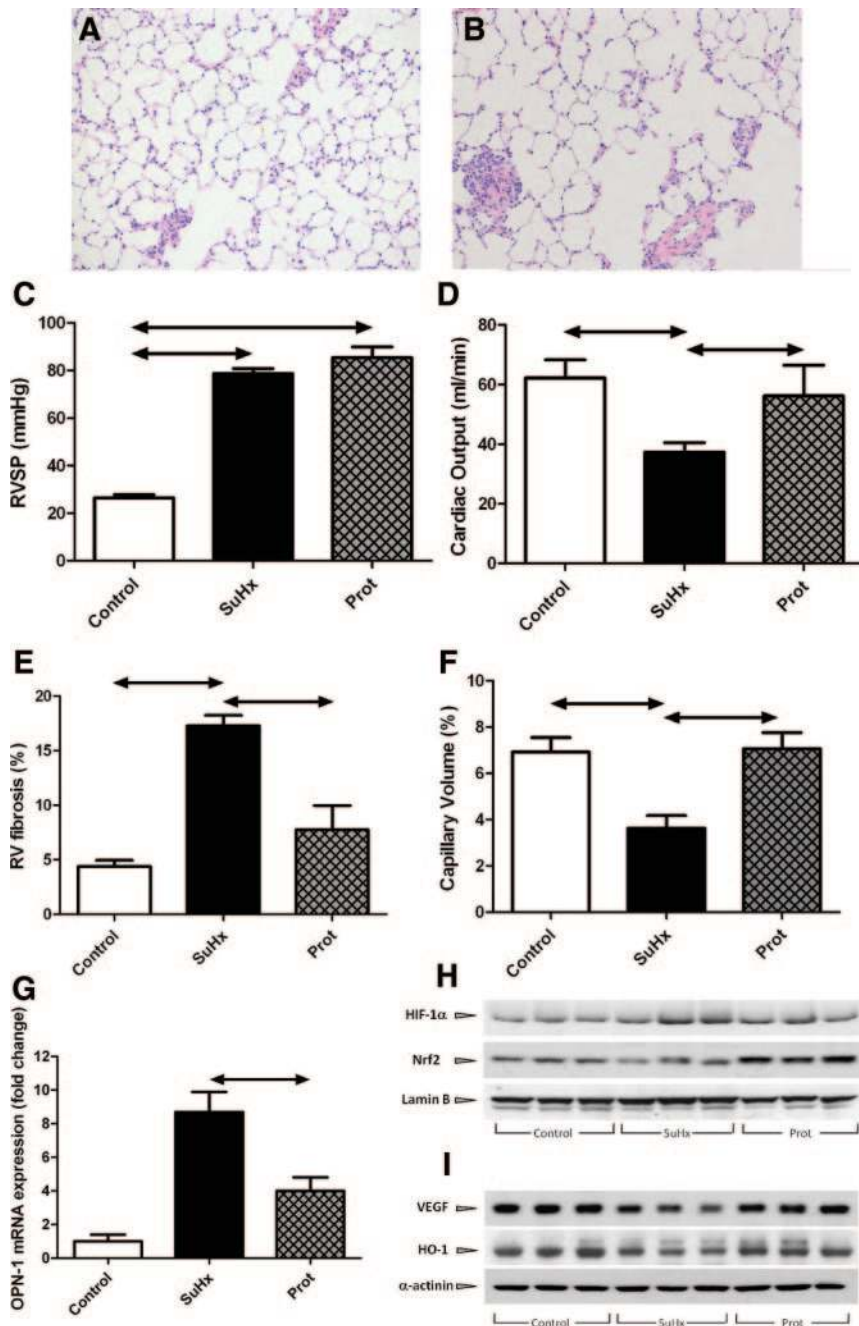 A
B
C
RVSP (mmHg)
100
80
60
40
20
0
Control
SuHx
Prot
D
Cardiac Output (ml/min)
80
60
40
20
0
Control
SuHx
Prot
E
RV fibrosis (%)
20
15
10
5
0
Control
SuHx
Prot
F
Capillary Volume (%)
8
6
4
2
0
Control
SuHx
Prot
G
OPN-1 mRNA expression (fold change)
12
10
8
6
4
2
0
Control
SuHx
Prot
H
HIF-1α
Nrf2
Lamin B
Control
SuHx
Prot
I
VEGF
HO-1
α-actinin
Control
SuHx
Prot